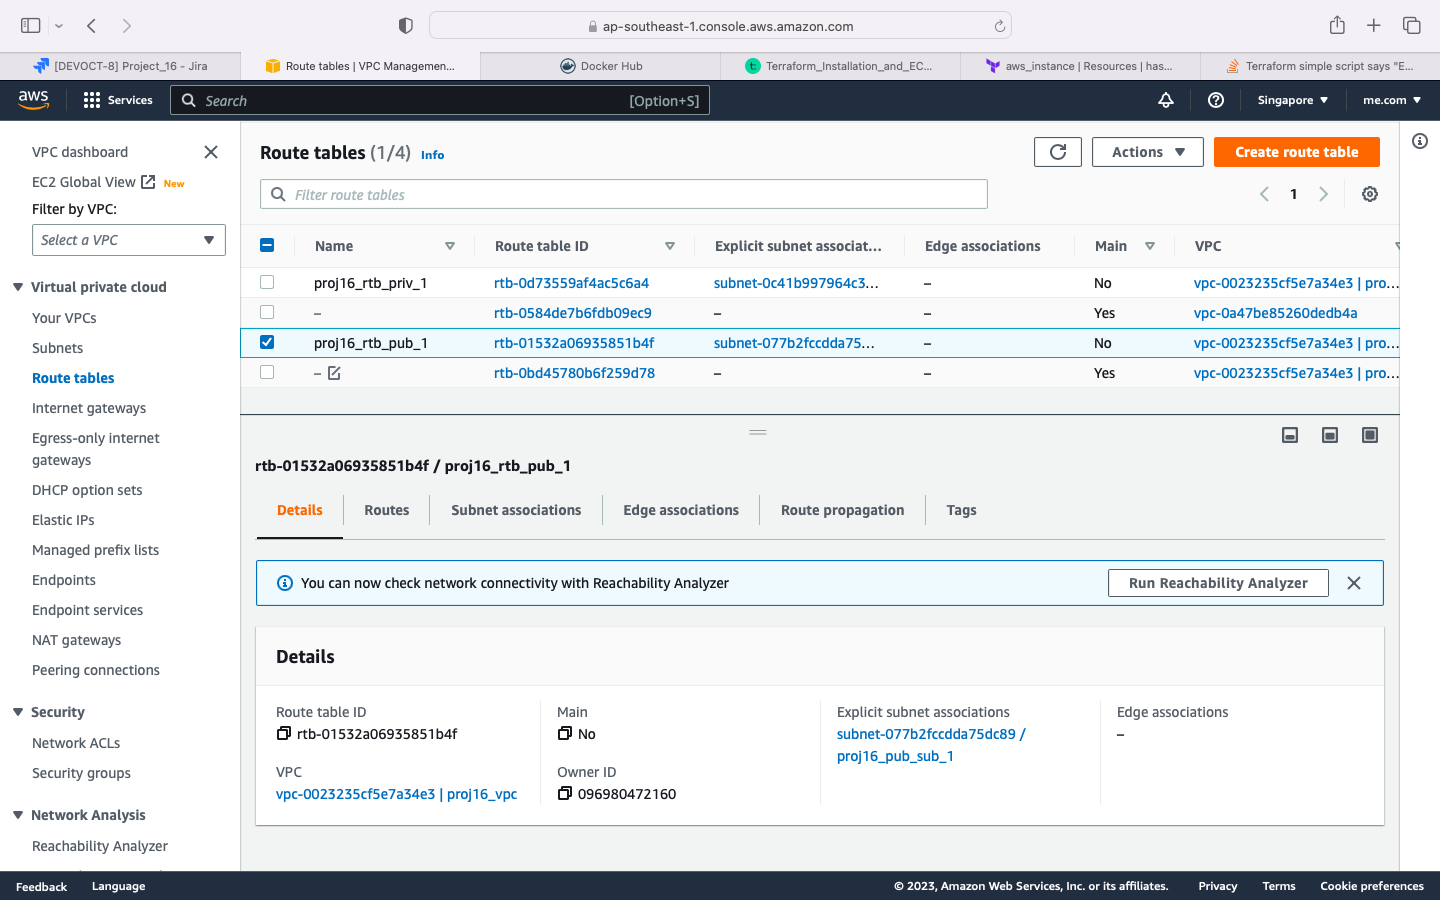 ap-southeast-1.console.aws.amazon.com
[DEVOCT-8] Project_16 - Jira
Route tables | VPC Managemen...
Docker Hub
Terraform_Installation_and_EC...
aws_instance | Resources | has...
Terraform simple script says "E...
aws
Services
Search
[Option+S]
Singapore
me.com
VPC dashboard
EC2 Global View
New
Filter by VPC:
Select a VPC
Virtual private cloud
Your VPCs
Subnets
Route tables
Internet gateways
Egress-only internet
gateways
DHCP option sets
Elastic IPs
Managed prefix lists
Endpoints
Endpoint services
NAT gateways
Peering connections
Security
Network ACLs
Security groups
Network Analysis
Reachability Analyzer
Route tables (1/4) Info
Actions
Create route table
Filter route tables
1
Name Route table ID Explicit subnet associat... Edge associations Main VPC
proj16_rtb_priv_1 rtb-0d73559af4ac5c6a4 subnet-0c41b997964c3... – No vpc-0023235cf5e7a34e3 | pro...
– rtb-0584de7b6fdb09ec9 – – Yes vpc-0a47be85260dedb4a
proj16_rtb_pub_1 rtb-01532a06935851b4f subnet-077b2fccdda75... – No vpc-0023235cf5e7a34e3 | pro...
– rtb-0bd45780b6f259d78 – – Yes vpc-0023235cf5e7a34e3 | pro...
rtb-01532a06935851b4f / proj16_rtb_pub_1
Details Routes Subnet associations Edge associations Route propagation Tags
You can now check network connectivity with Reachability Analyzer
Run Reachability Analyzer
Details
Route table ID
rtb-01532a06935851b4f
VPC
vpc-0023235cf5e7a34e3 | proj16_vpc
Main
No
Owner ID
096980472160
Explicit subnet associations
subnet-077b2fccdda75dc89 /
proj16_pub_sub_1
Edge associations
–
Feedback Language
© 2023, Amazon Web Services, Inc. or its affiliates. Privacy Terms Cookie preferences